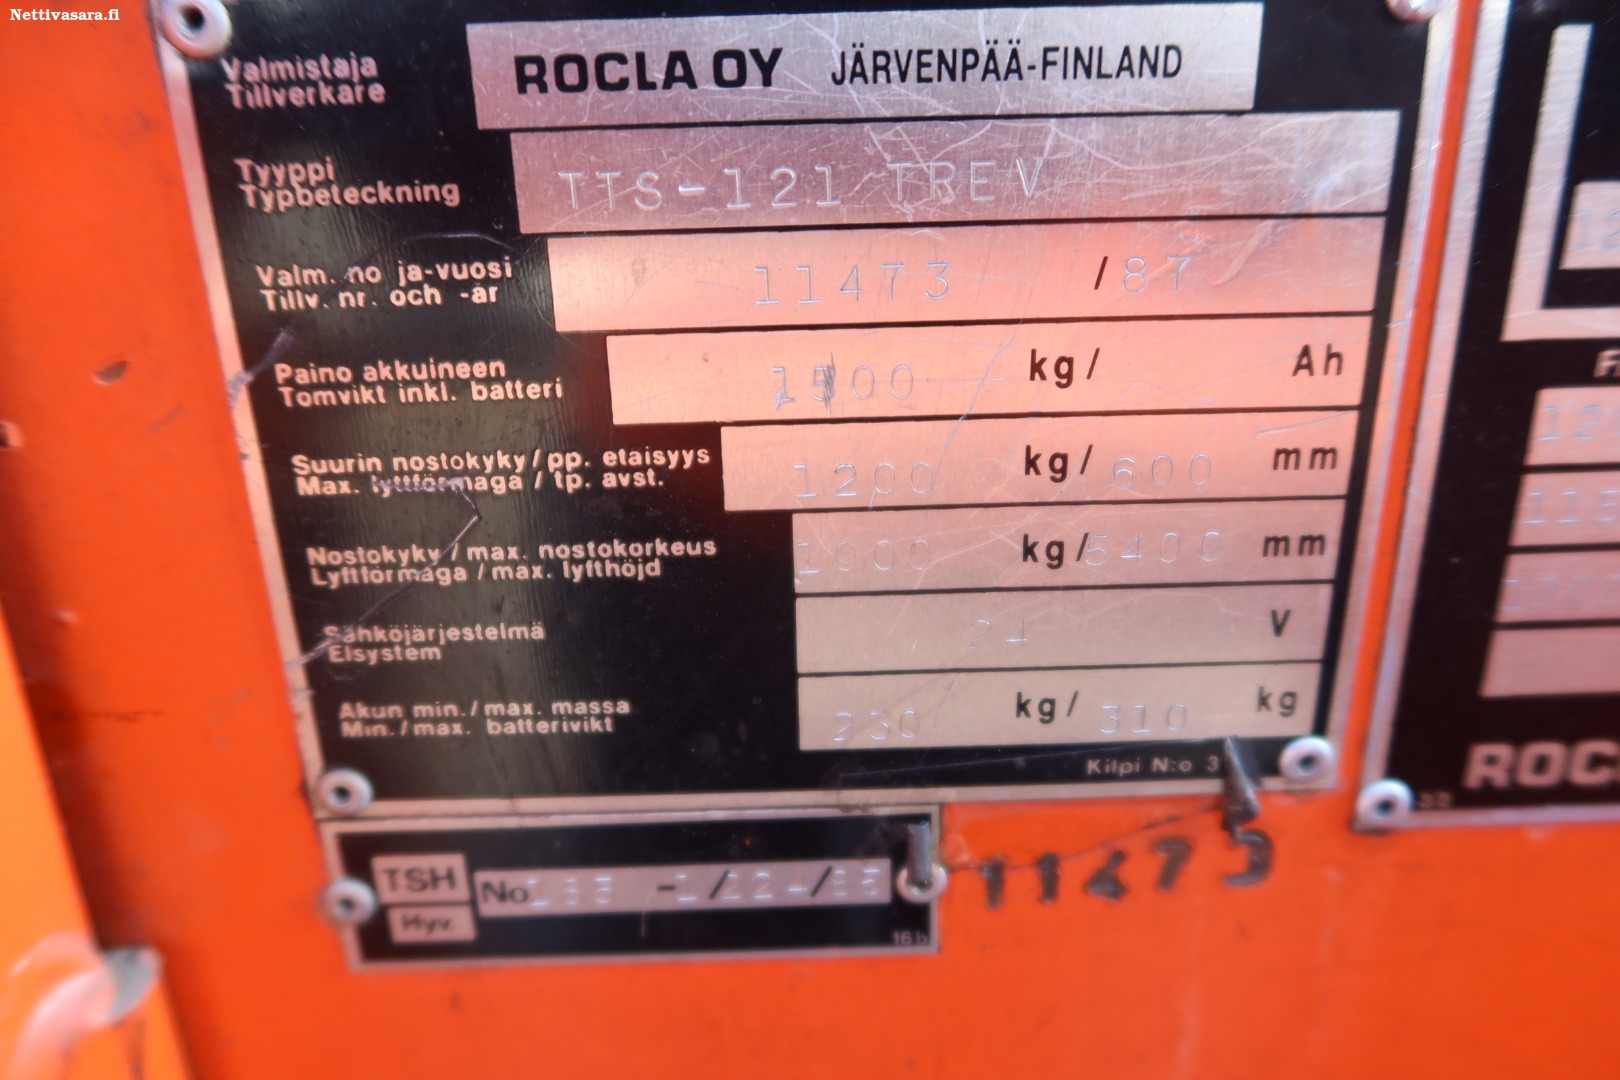 Nettivasara.fi
Valmistaja
Tillverkare
ROCLA OY JÄRVENPÄÄ-FINLAND
Tyyppi
Typbeteckning
TTS-121 TREV
Valm. no ja-vuosi
Tillv. nr. och -år
11473 /87
Paino akkuineen
Tomvikt inkl. batteri
kg/ Ah
Suurin nostokyky/pp. etäisyys
Max. lyftförmåga / tp. avst.
1200 kg/ 600 mm
Nostokyky / max. nostokorkeus
Lyftförmåga / max. lyfthöjd
1000 kg/5400 mm
Sähköjärjestelmä
Elsystem
24 V
Akun min./max. massa
Min./max. batterivikt
230 kg/ 310 kg
Kilpi N:o 3
TSH
Hyv.
No
16 b
11473
32
ROC